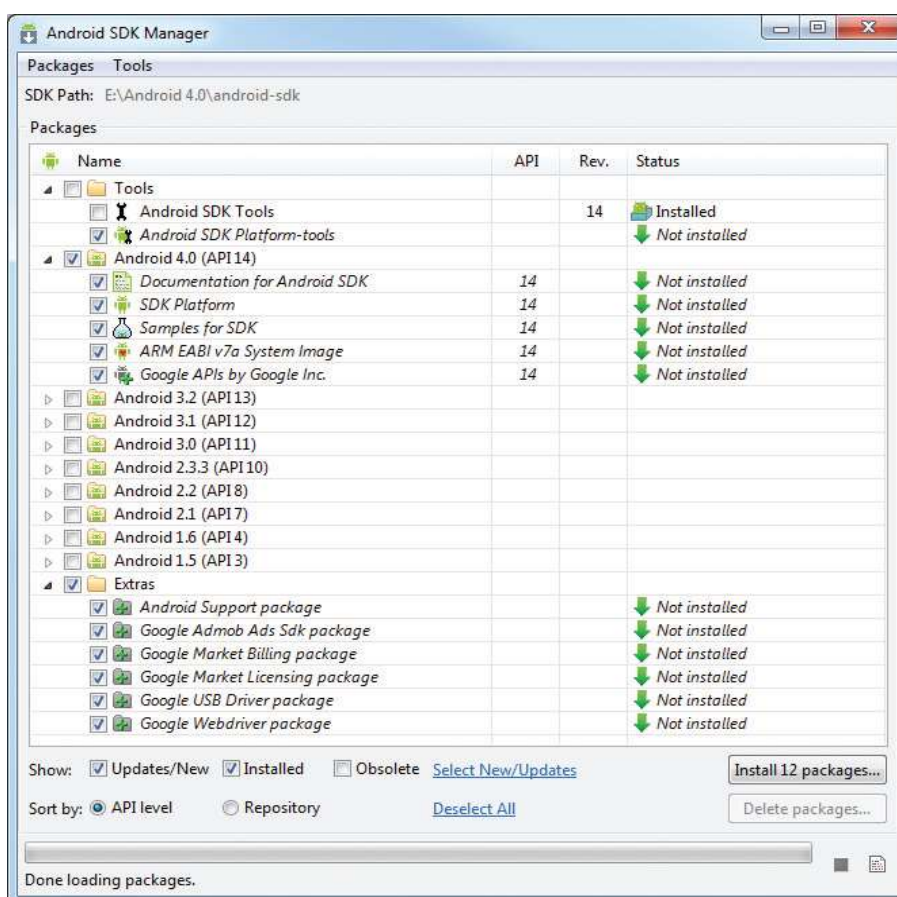 Android SDK Manager
Packages Tools
SDK Path: E:\Android 4.0\android-sdk
Packages
Name API Rev. Status
Tools
Android SDK Tools 14 Installed
Android SDK Platform-tools Not installed
Android 4.0 (API 14)
Documentation for Android SDK 14 Not installed
SDK Platform 14 Not installed
Samples for SDK 14 Not installed
ARM EABI v7a System Image 14 Not installed
Google APIs by Google Inc. 14 Not installed
Android 3.2 (API 13)
Android 3.1 (API 12)
Android 3.0 (API 11)
Android 2.3.3 (API 10)
Android 2.2 (API 8)
Android 2.1 (API 7)
Android 1.6 (API 4)
Android 1.5 (API 3)
Extras
Android Support package Not installed
Google Admob Ads Sdk package Not installed
Google Market Billing package Not installed
Google Market Licensing package Not installed
Google USB Driver package Not installed
Google Webdriver package Not installed
Show: Updates/New Installed Obsolete Select New/Updates Install 12 packages...
Sort by: API level Repository Deselect All Delete packages...
Done loading packages.